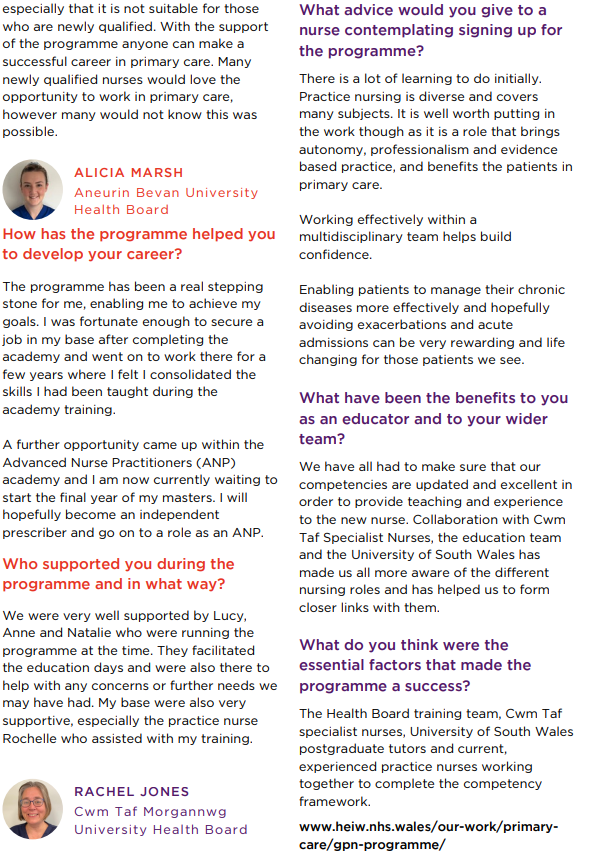 especially that it is not suitable for those
who are newly qualified. With the support
of the programme anyone can make a
successful career in primary care. Many
newly qualified nurses would love the
opportunity to work in primary care,
however many would not know this was
possible.
ALICIA MARSH
Aneurin Bevan University
Health Board
How has the programme helped you
to develop your career?
The programme has been a real stepping
stone for me, enabling me to achieve my
goals. I was fortunate enough to secure a
job in my base after completing the
academy and went on to work there for a
few years where I felt I consolidated the
skills I had been taught during the
academy training.
A further opportunity came up within the
Advanced Nurse Practitioners (ANP)
academy and I am now currently waiting to
start the final year of my masters. I will
hopefully become an independent
prescriber and go on to a role as an ANP.
Who supported you during the
programme and in what way?
We were very well supported by Lucy,
Anne and Natalie who were running the
programme at the time. They facilitated
the education days and were also there to
help with any concerns or further needs we
may have had. My base were also very
supportive, especially the practice nurse
Rochelle who assisted with my training.
RACHEL JONES
Cwm Taf Morgannwg
University Health Board
What advice would you give to a
nurse contemplating signing up for
the programme?
There is a lot of learning to do initially.
Practice nursing is diverse and covers
many subjects. It is well worth putting in
the work though as it is a role that brings
autonomy, professionalism and evidence
based practice, and benefits the patients in
primary care.
Working effectively within a
multidisciplinary team helps build
confidence.
Enabling patients to manage their chronic
diseases more effectively and hopefully
avoiding exacerbations and acute
admissions can be very rewarding and life
changing for those patients we see.
What have been the benefits to you
as an educator and to your wider
team?
We have all had to make sure that our
competencies are updated and excellent in
order to provide teaching and experience
to the new nurse. Collaboration with Cwm
Taf Specialist Nurses, the education team
and the University of South Wales has
made us all more aware of the different
nursing roles and has helped us to form
closer links with them.
What do you think were the
essential factors that made the
programme a success?
The Health Board training team, Cwm Taf
specialist nurses, University of South Wales
postgraduate tutors and current,
experienced practice nurses working
together to complete the competency
framework.
www.heiw.nhs.wales/our-work/primary-
care/gpn-programme/